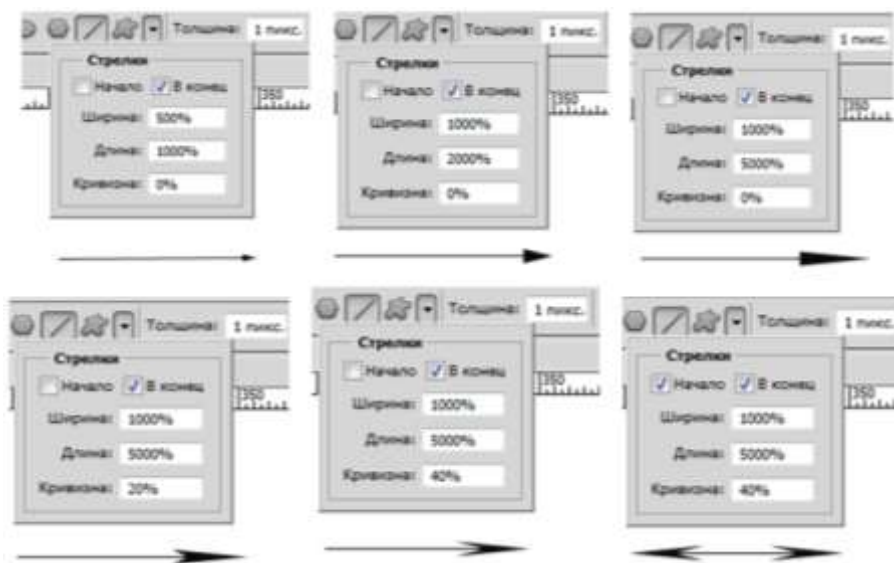 Толщина: 1 пикс.
Стрелки
Начало В конец
350
Ширина: 500%
Длина: 1000%
Кривизна: 0%
Толщина: 1 пикс.
Стрелки
Начало В конец
350
Ширина: 1000%
Длина: 2000%
Кривизна: 0%
Толщина: 1 пикс.
Стрелки
Начало В конец
350
Ширина: 1000%
Длина: 5000%
Кривизна: 0%
Толщина: 1 пикс.
Стрелки
Начало В конец
350
Ширина: 1000%
Длина: 5000%
Кривизна: 20%
Толщина: 1 пикс.
Стрелки
Начало В конец
350
Ширина: 1000%
Длина: 5000%
Кривизна: 40%
Толщина: 1 пикс.
Стрелки
Начало В конец
350
Ширина: 1000%
Длина: 5000%
Кривизна: 40%